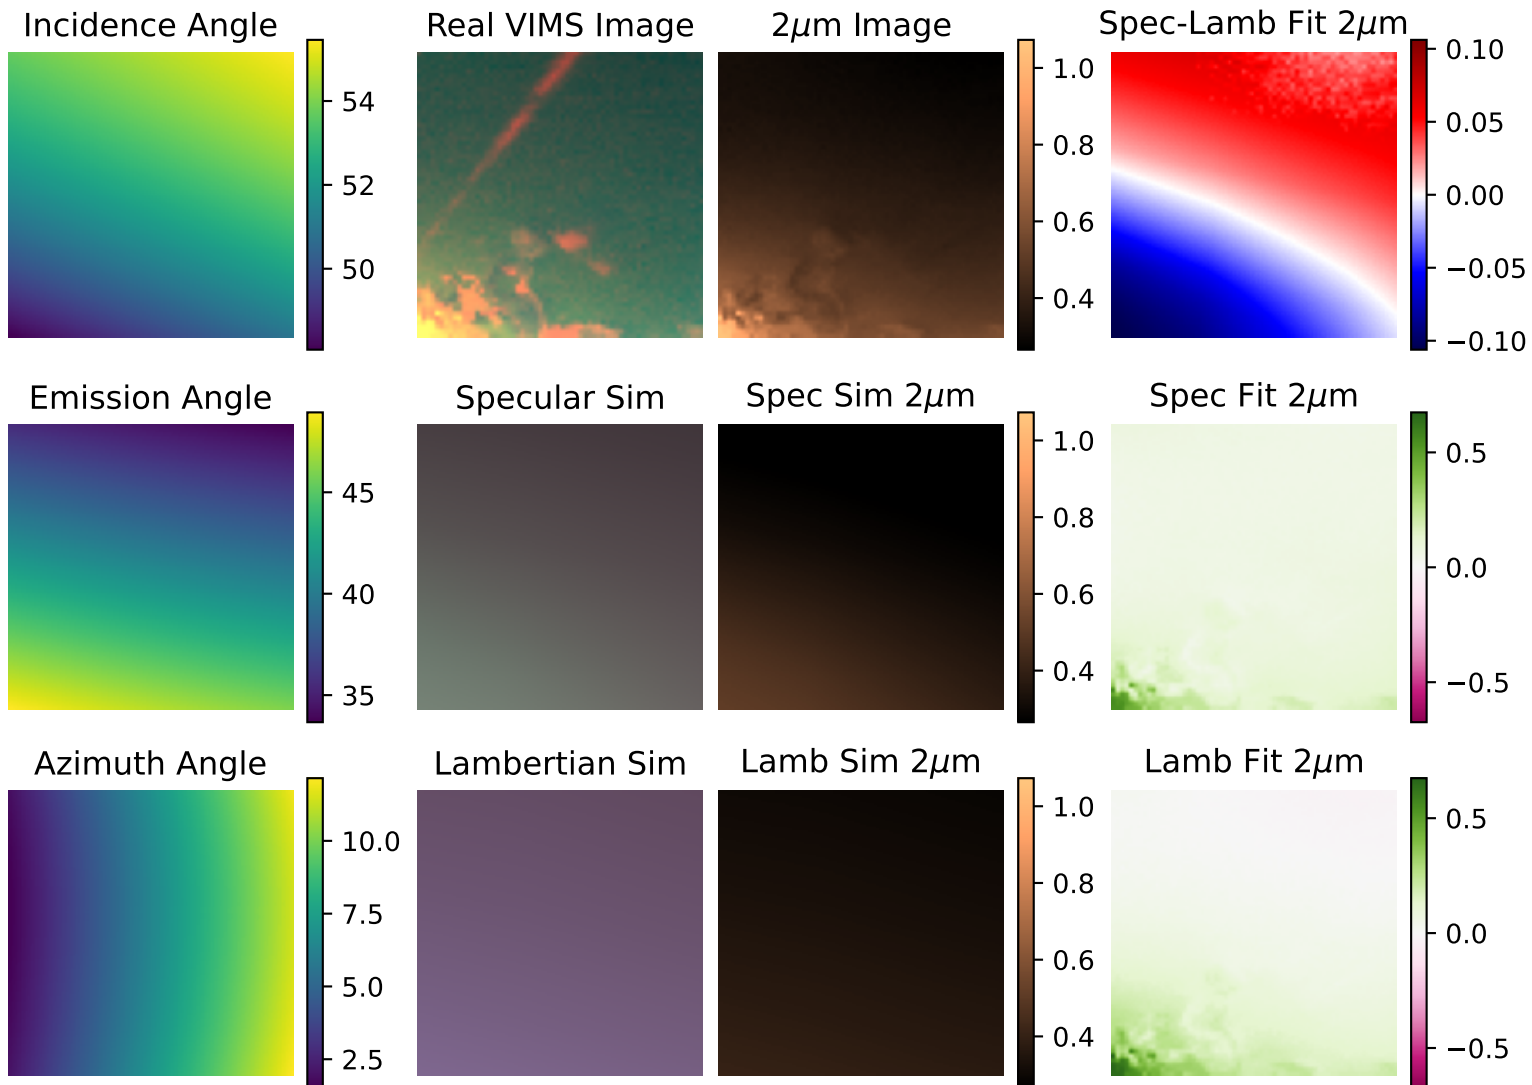 Incidence Angle
54
52
50
Real VIMS Image
2μm Image
1.0
0.8
0.6
0.4
Spec-Lamb Fit 2μm
0.10
0.05
0.00
−0.05
−0.10
Emission Angle
45
40
35
Specular Sim
Spec Sim 2μm
1.0
0.8
0.6
0.4
Spec Fit 2μm
0.5
0.0
−0.5
Azimuth Angle
10.0
7.5
5.0
2.5
Lambertian Sim
Lamb Sim 2μm
1.0
0.8
0.6
0.4
Lamb Fit 2μm
0.5
0.0
−0.5